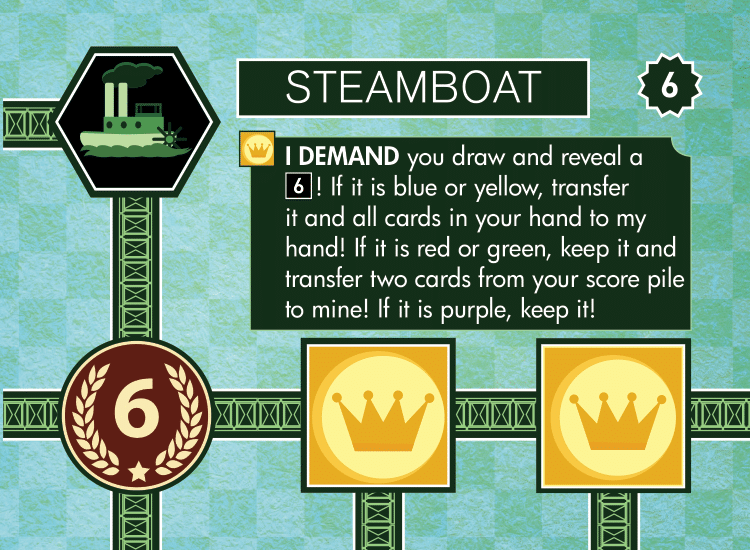 STEAMBOAT
6
I DEMAND you draw and reveal a
6! If it is blue or yellow, transfer
it and all cards in your hand to my
hand! If it is red or green, keep it and
transfer two cards from your score pile
to mine! If it is purple, keep it!
6